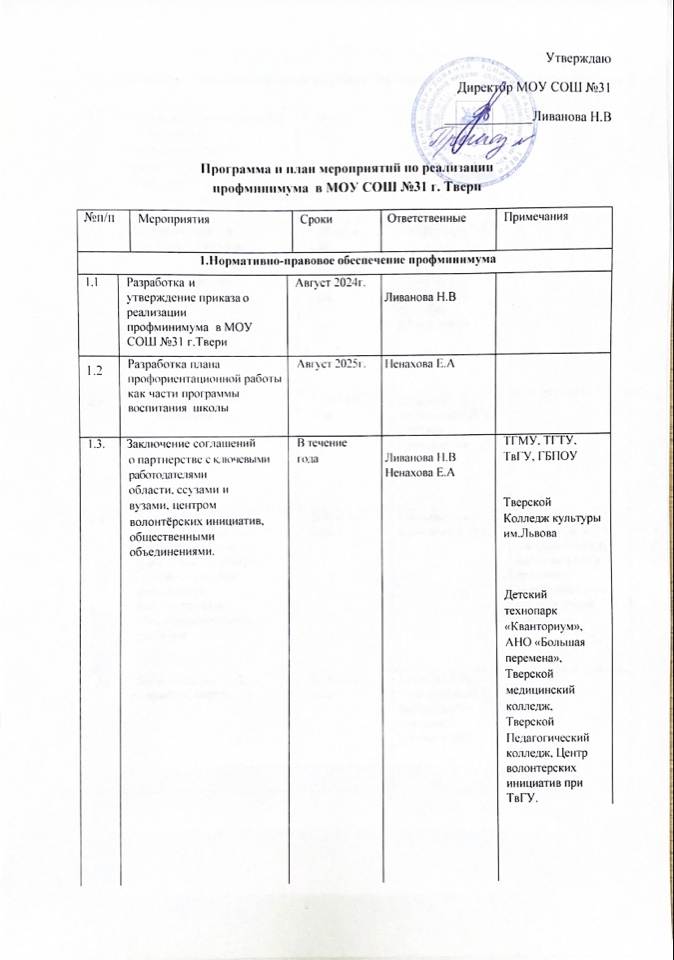 Утверждаю
Директор МОУ СОШ №31
Ливанова Н.В
Программа и план мероприятий по реализации
профминимума в МОУ СОШ №31 г. Твери
№п/п Мероприятия Сроки Ответственные Примечания
1.Нормативно-правовое обеспечение профминимума
1.1 Разработка и утверждение приказа о реализации профминимума в МОУ СОШ №31 г.Твери
Август 2024г.
Ливанова Н.В
1.2 Разработка плана
профориентационной работы
как части программы
воспитания школы
Август 2025г.
Ненахова Е.А
1.3. Заключение соглашений
о партнерстве с ключевыми
работодателями
области, ссузами и
вузами, центром
волонтёрских инициатив,
общественными
объединениями.
В течение
года
Ливанова Н.В
Ненахова Е.А
ТГМУ, ТГТУ,
ТвГУ, ГБПОУ
Тверской
Колледж культуры
им.Львова
Детский
технопарк
«Кванториум»,
АНО «Большая
перемена»,
Тверской
медицинский
колледж,
Тверской
Педагогический
колледж, Центр
волонтерских
инициатив при
ТвГУ.